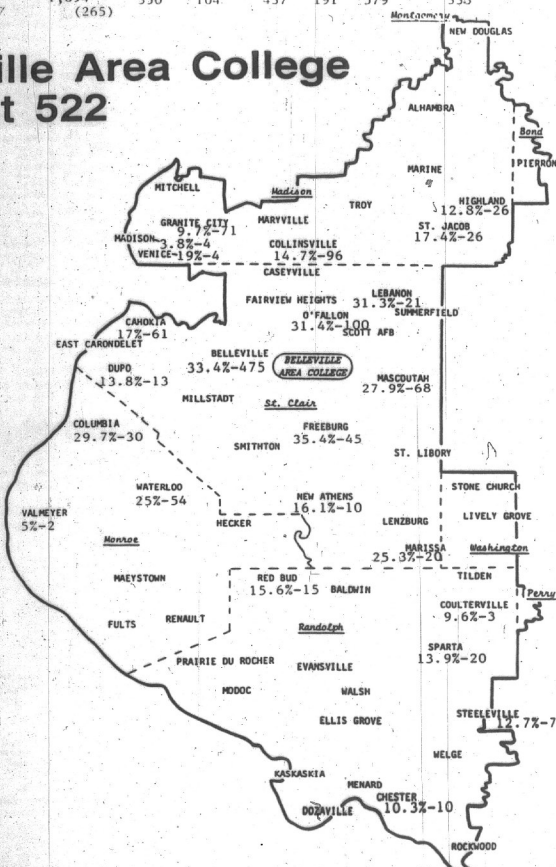 (265)
ille Area College
t 522
Montgomery
NEW DOUGLAS
ALHAMBRA
Bond
PIERRON
MARINE
MITCHELL
Madison
TROY
HIGHLAND
12.8%-26
GRANITE CITY
9.7%-71
MARYVILLE
ST. JACOB
17.4%-26
MADISON
3.8%-4
COLLINSVILLE
14.7%-96
VENICE-19%-4
CASEYVILLE
FAIRVIEW HEIGHTS
LEBANON
31.3%-21
SUMMERFIELD
O'FALLON
31.4%-100
SCOTT AFB
CAHOKIA
17%-61
EAST CARONDELET
BELLEVILLE
33.4%-475
BELLEVILLE
AREA COLLEGE
DUPO
13.8%-13
MASCOUTAH
27.9%-68
MILLSTADT
St. Clair
COLUMBIA
29.7%-30
FREEBURG
35.4%-45
SMITHTON
ST. LIBORY
WATERLOO
25%-54
STONE CHURCH
NEW ATHENS
16.1%-10
VALMEYER
5%-2
HECKER
LENZBURG
LIVELY GROVE
Monroe
MARISSA
25.3%-20
Washington
MAEYSTOWN
RED BUD
15.6%-15
BALDWIN
TILDEN
Perry
COULTERVILLE
9.6%-3
FULTS
RENAULT
Randolph
SPARTA
13.9%-20
PRAIRIE DU ROCHER
EVANSVILLE
MODOC
WALSH
STEELEVILLE
12.7%-7
ELLIS GROVE
WELGE
KASKASKIA
MENARD
CHESTER
10.3%-10
DOZAVILLE
ROCKWOOD